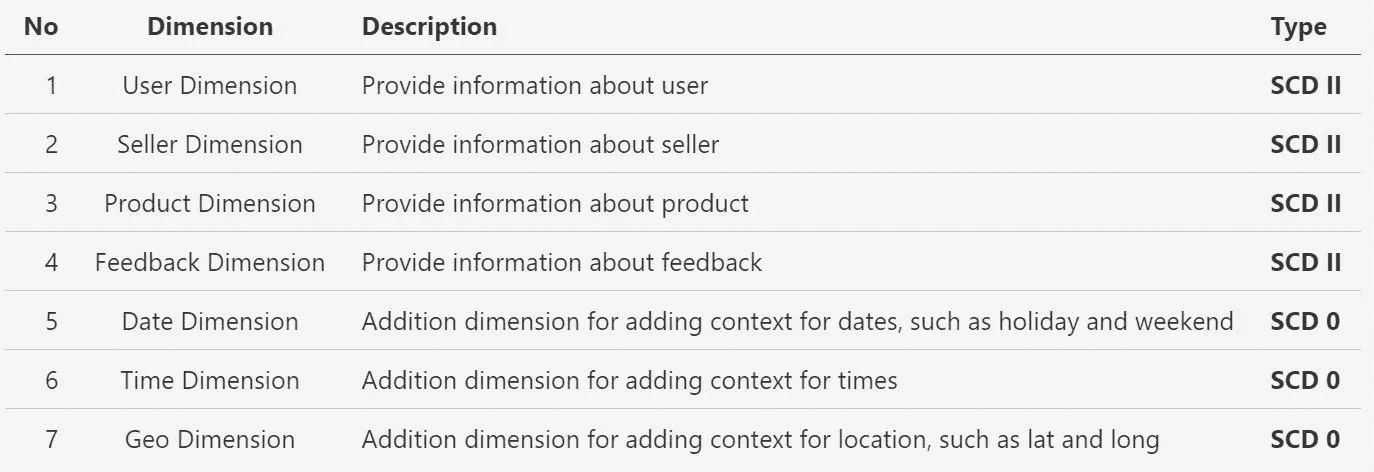 No Dimension Description Type
1 User Dimension Provide information about user SCD II
2 Seller Dimension Provide information about seller SCD II
3 Product Dimension Provide information about product SCD II
4 Feedback Dimension Provide information about feedback SCD II
5 Date Dimension Addition dimension for adding context for dates, such as holiday and weekend SCD 0
6 Time Dimension Addition dimension for adding context for times SCD 0
7 Geo Dimension Addition dimension for adding context for location, such as lat and long SCD 0